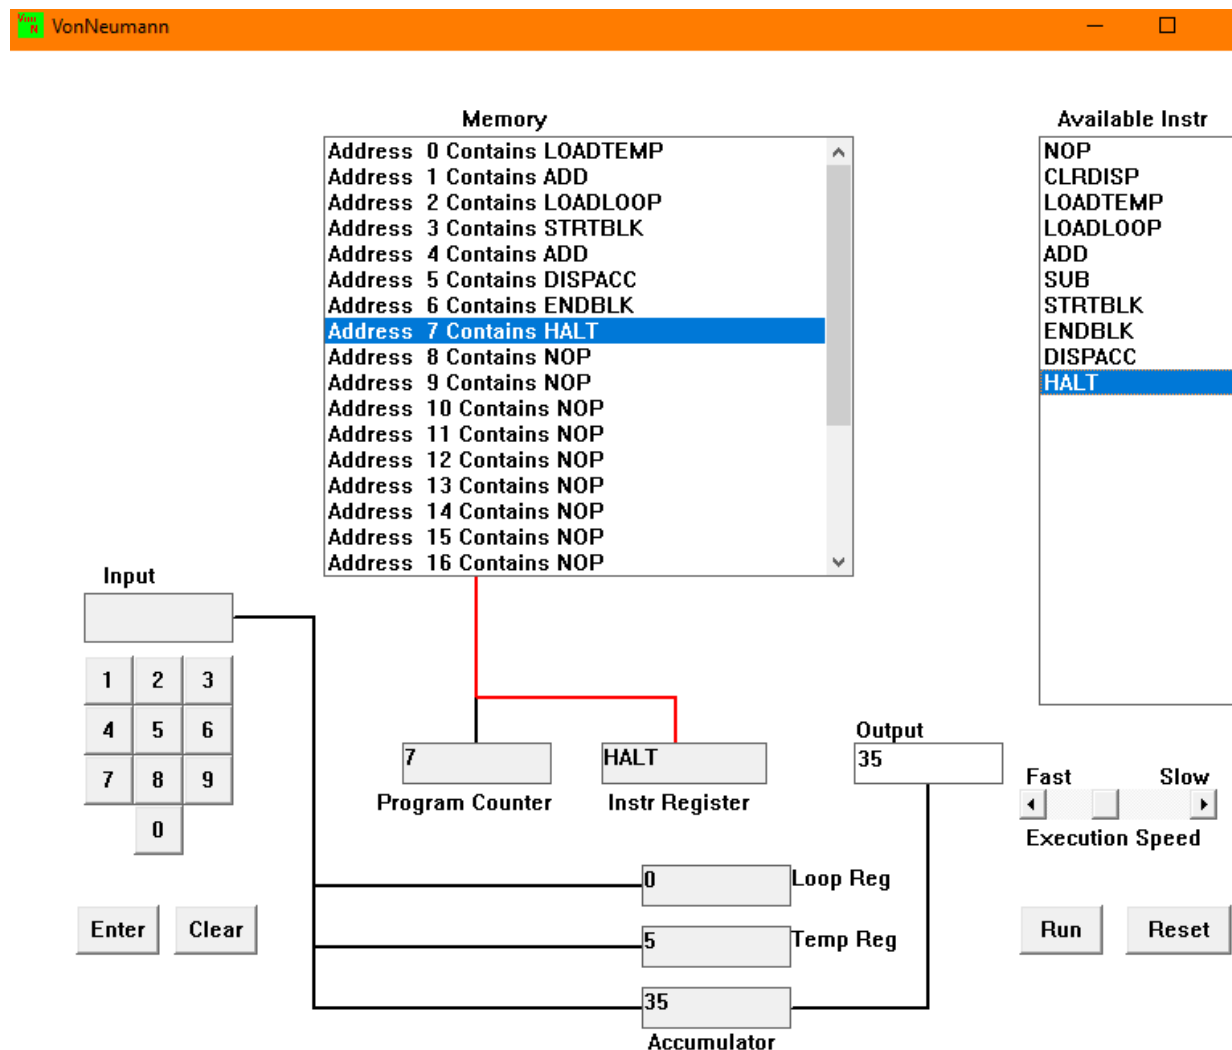 Von N VonNeumann
Memory
Address 0 Contains LOADTEMP
Address 1 Contains ADD
Address 2 Contains LOADLOOP
Address 3 Contains STRTBLK
Address 4 Contains ADD
Address 5 Contains DISPACC
Address 6 Contains ENDBLK
Address 7 Contains HALT
Address 8 Contains NOP
Address 9 Contains NOP
Address 10 Contains NOP
Address 11 Contains NOP
Address 12 Contains NOP
Address 13 Contains NOP
Address 14 Contains NOP
Address 15 Contains NOP
Address 16 Contains NOP
Available Instr
NOP
CLRDISP
LOADTEMP
LOADLOOP
ADD
SUB
STRTBLK
ENDBLK
DISPACC
HALT
Input
1 2 3
4 5 6
7 8 9
0
Enter Clear
7
Program Counter
HALT
Instr Register
Output
35
Fast Slow
Execution Speed
0 Loop Reg
5 Temp Reg
35
Accumulator
Run Reset